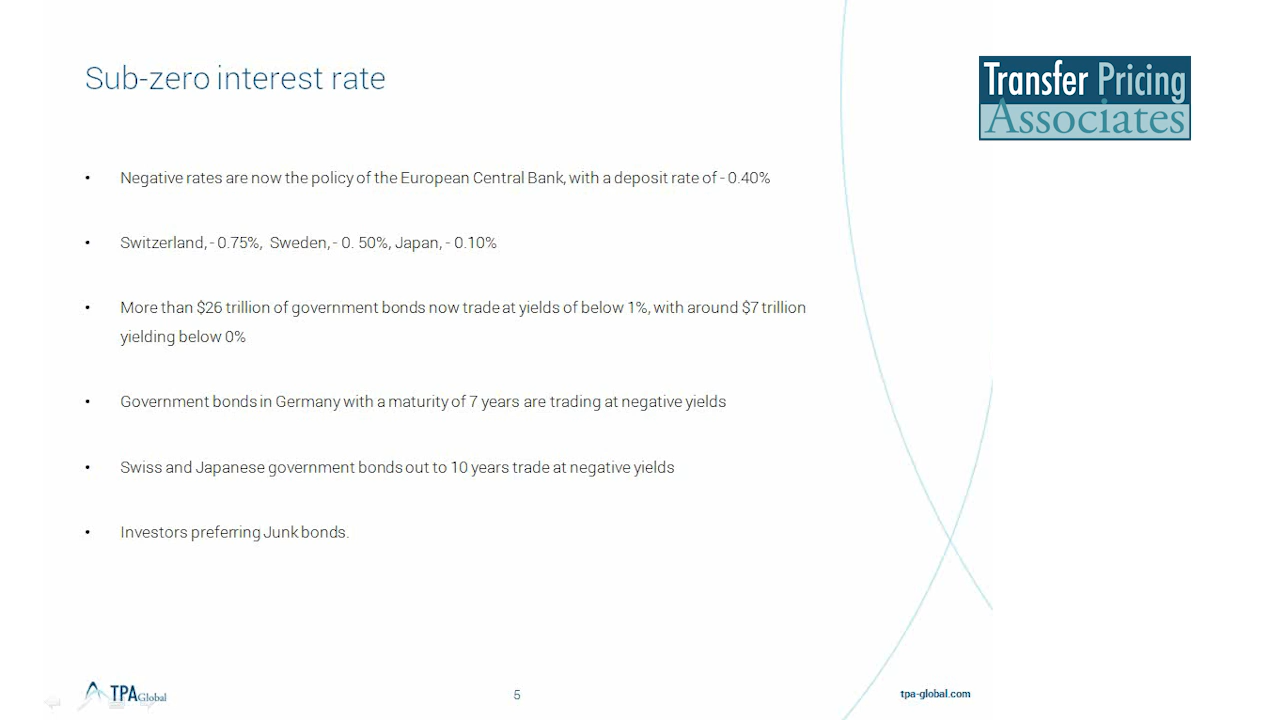 Sub-zero interest rate
Transfer Pricing
Associates
• Negative rates are now the policy of the European Central Bank, with a deposit rate of - 0.40%
• Switzerland, - 0.75%, Sweden, - 0. 50%, Japan, - 0.10%
• More than $26 trillion of government bonds now trade at yields of below 1%, with around $7 trillion
yielding below 0%
• Government bonds in Germany with a maturity of 7 years are trading at negative yields
• Swiss and Japanese government bonds out to 10 years trade at negative yields
• Investors preferring Junk bonds.
TPA Global
5
tpa-global.com